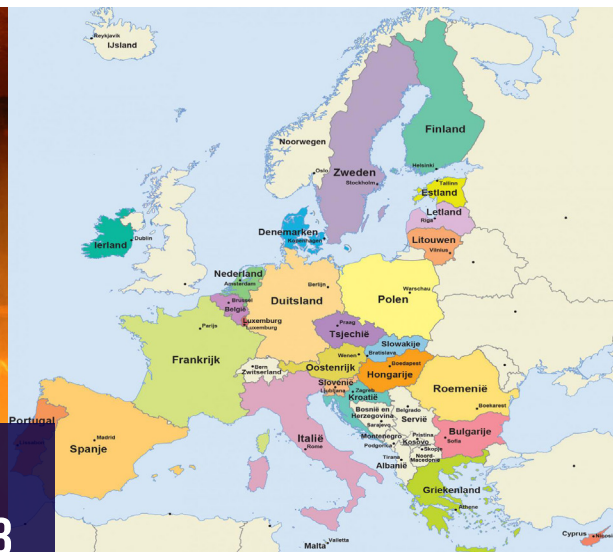 Reykjavik
IJsland
Finland
Noorwegen
Helsinki
Oslo
Zweden
Stockholm
Tallinn
Estland
Letland
Riga
Denemarken
Kopenhagen
Litouwen
Vilnius
Ierland
Dublin
Nederland
Amsterdam
Berlijn
Warschau
Duitsland
Polen
Brussel
België
Luxemburg
Luxemburg
Praag
Tsjechië
Parijs
Slowakije
Wenen
Bratislava
Frankrijk
Bern
Zwitserland
Oostenrijk
Boedapest
Hongarije
Slovenië
Ljubljana
Zagreb
Kroatië
Roemenië
Boekarest
Bosnië en
Herzegovina
Sarajevo
Belgrado
Servië
Portugal
Madrid
Spanje
Italië
Rome
Montenegro
Podgorika
Pristina
Kosovo
Sofia
Bulgarije
Skopje
Noord-
Macedonië
Tirana
Albanië
Griekenland
Athene
Valletta
Malta
Cyprus